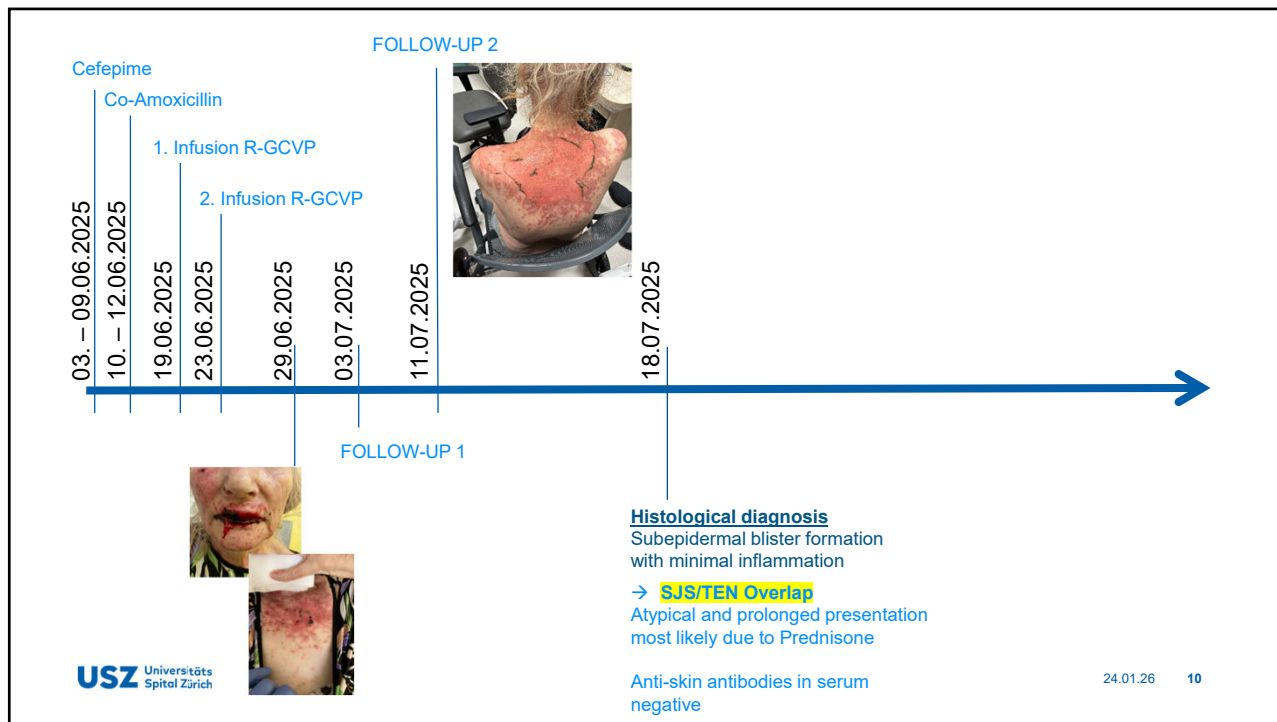 FOLLOW-UP 2
Cefepime
Co-Amoxicillin
1. Infusion R-GCVP
2. Infusion R-GCVP
03. – 09.06.2025
10. – 12.06.2025
19.06.2025
23.06.2025
29.06.2025
03.07.2025
11.07.2025
18.07.2025
FOLLOW-UP 1
Histological diagnosis
Subepidermal blister formation
with minimal inflammation
→ SJS/TEN Overlap
Atypical and prolonged presentation
most likely due to Prednisone
Anti-skin antibodies in serum
negative
USZ Universitäts
Spital Zürich
24.01.26 10